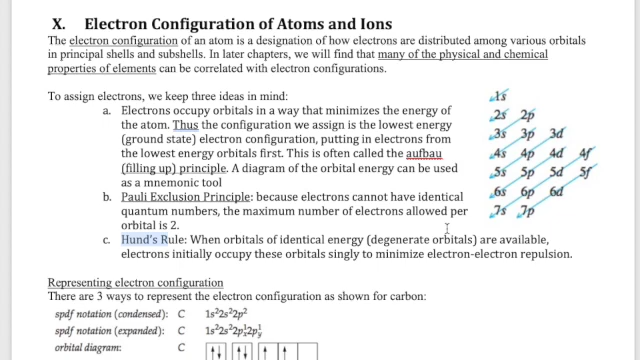 X. Electron Configuration of Atoms and Ions
The electron configuration of an atom is a designation of how electrons are distributed among various orbitals
in principal shells and subshells. In later chapters, we will find that many of the physical and chemical
properties of elements can be correlated with electron configurations.
To assign electrons, we keep three ideas in mind:
a. Electrons occupy orbitals in a way that minimizes the energy of
the atom. Thus the configuration we assign is the lowest energy
(ground state) electron configuration, putting in electrons from
the lowest energy orbitals first. This is often called the aufbau
(filling up) principle. A diagram of the orbital energy can be used
as a mnemonic tool
b. Pauli Exclusion Principle: because electrons cannot have identical
quantum numbers, the maximum number of electrons allowed per
orbital is 2.
c. Hund's Rule: When orbitals of identical energy (degenerate orbitals) are available,
electrons initially occupy these orbitals singly to minimize electron-electron repulsion.
1s
2s 2p
3s 3p 3d
4s 4p 4d 4f
5s 5p 5d 5f
6s 6p 6d
7s 7p
Representing electron configuration
There are 3 ways to represent the electron configuration as shown for carbon:
spdf notation (condensed): C 1s²2s²2p²
spdf notation (expanded): C 1s²2s²2pₓ¹2pᵧ¹
orbital diagram: C